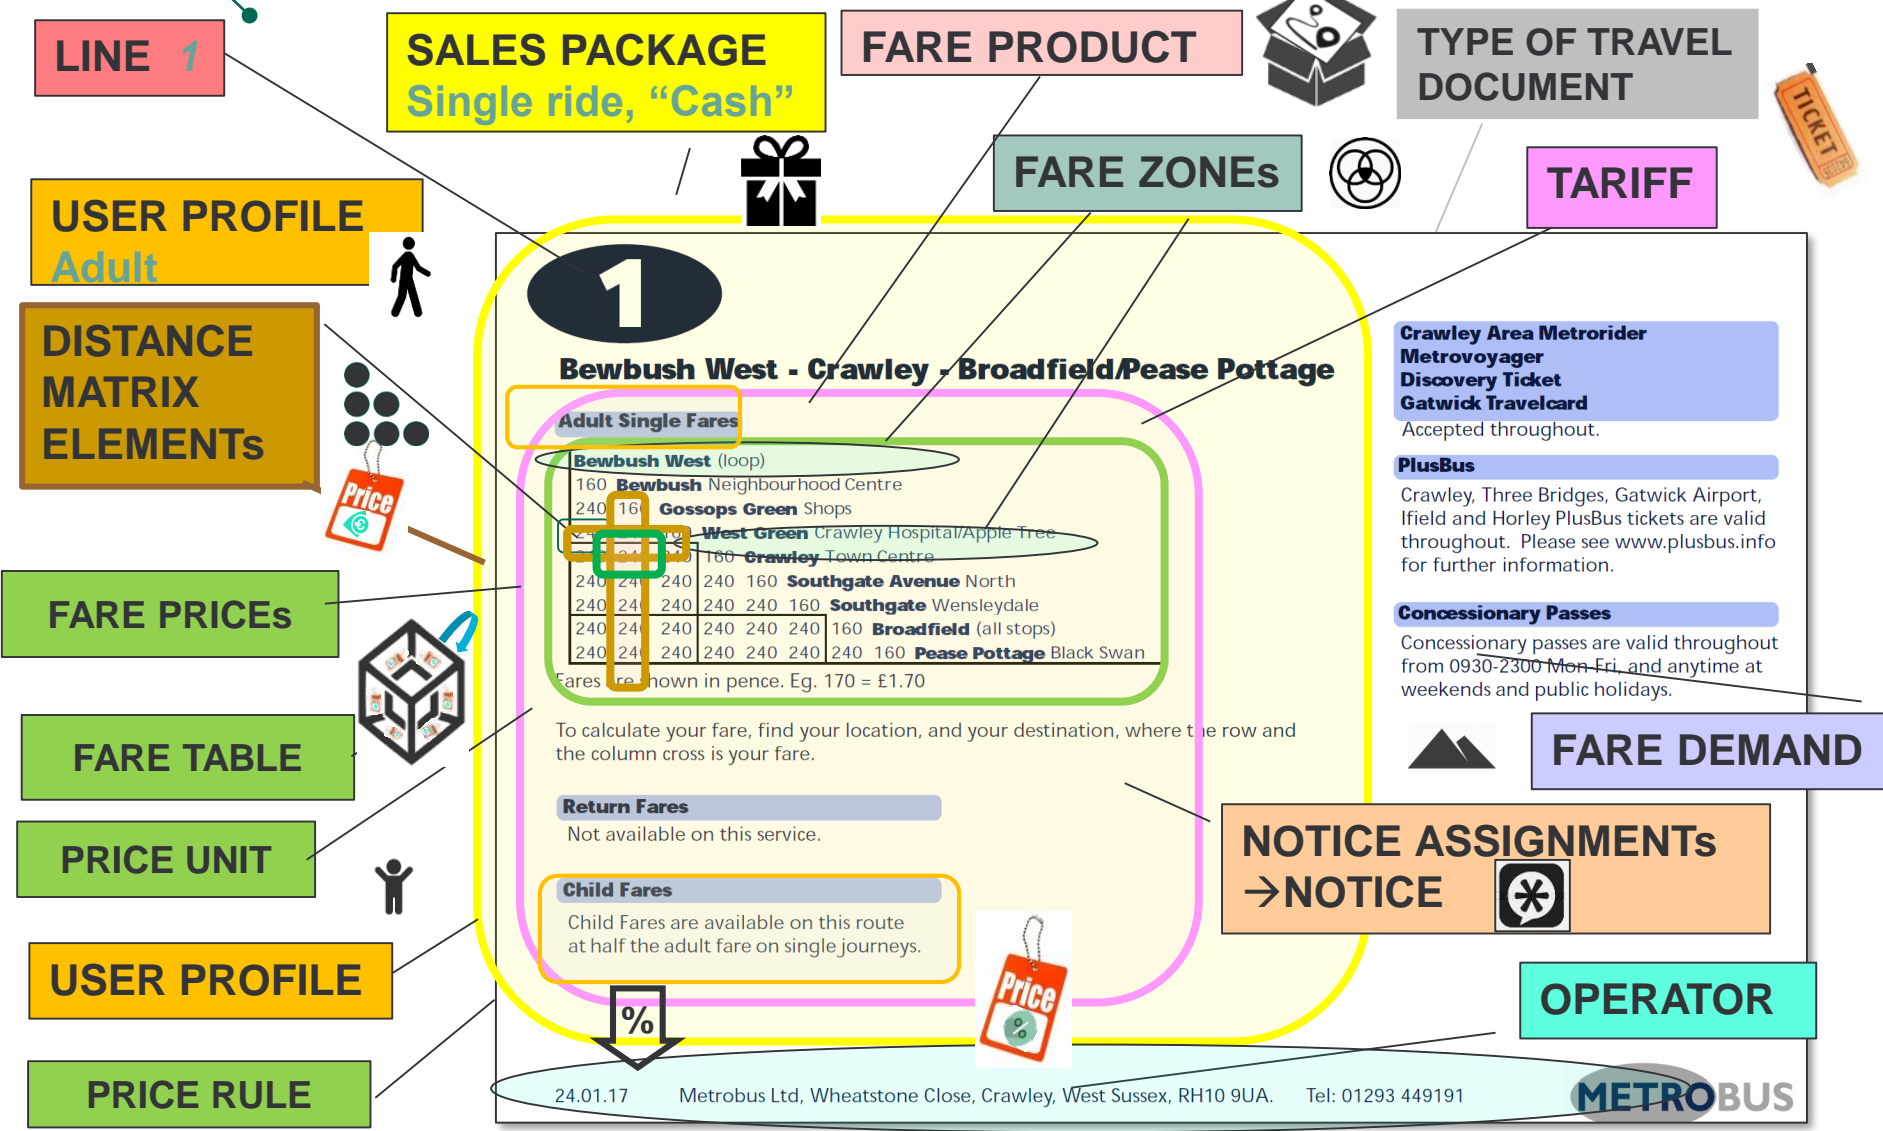 LINE 1
SALES PACKAGE
Single ride, “Cash”
FARE PRODUCT
TYPE OF TRAVEL
DOCUMENT
TICKET
FARE ZONEs
TARIFF
USER PROFILE
Adult
DISTANCE
MATRIX
ELEMENTs
Price
FARE PRICEs
FARE TABLE
PRICE UNIT
USER PROFILE
PRICE RULE
1
Bewbush West - Crawley - Broadfield/Pease Pottage
Adult Single Fares
Bewbush West (loop)
160 Bewbush Neighbourhood Centre
240 160 Gossops Green Shops
West Green Crawley Hospital/Apple Tree
160 Crawley Town Centre
240 240 240 240 160 Southgate Avenue North
240 240 240 240 240 160 Southgate Wensleydale
240 240 240 240 240 240 160 Broadfield (all stops)
240 240 240 240 240 240 240 160 Pease Pottage Black Swan
Fares are shown in pence. Eg. 170 = £1.70
To calculate your fare, find your location, and your destination, where the row and
the column cross is your fare.
Return Fares
Not available on this service.
Child Fares
Child Fares are available on this route
at half the adult fare on single journeys.
%
Price
%
Crawley Area Metrorider
Metrovoyager
Discovery Ticket
Gatwick Travelcard
Accepted throughout.
PlusBus
Crawley, Three Bridges, Gatwick Airport,
Ifield and Horley PlusBus tickets are valid
throughout. Please see www.plusbus.info
for further information.
Concessionary Passes
Concessionary passes are valid throughout
from 0930-2300 Mon-Fri, and anytime at
weekends and public holidays.
FARE DEMAND
NOTICE ASSIGNMENTs
→NOTICE
OPERATOR
24.01.17 Metrobus Ltd, Wheatstone Close, Crawley, West Sussex, RH10 9UA. Tel: 01293 449191
METROBUS